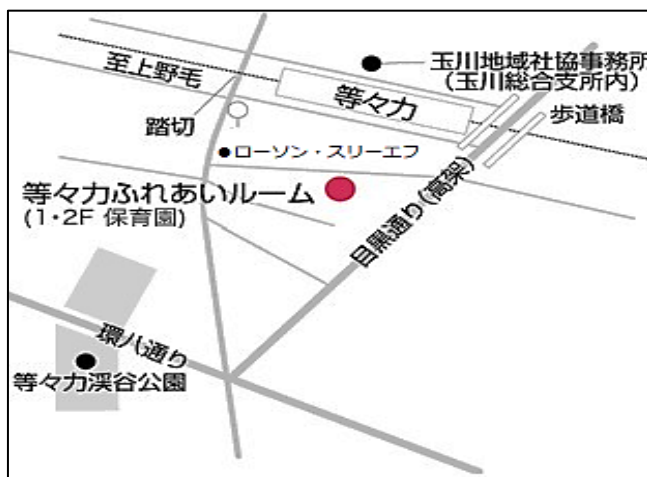 玉川地域社協事務所
(玉川総合支所内)
至上野毛
等々力
歩道橋
踏切
ローソン・スリーエフ
等々力ふれあいルーム
(1・2F 保育園)
目黒通り(高架)
環八通り
等々力渓谷公園